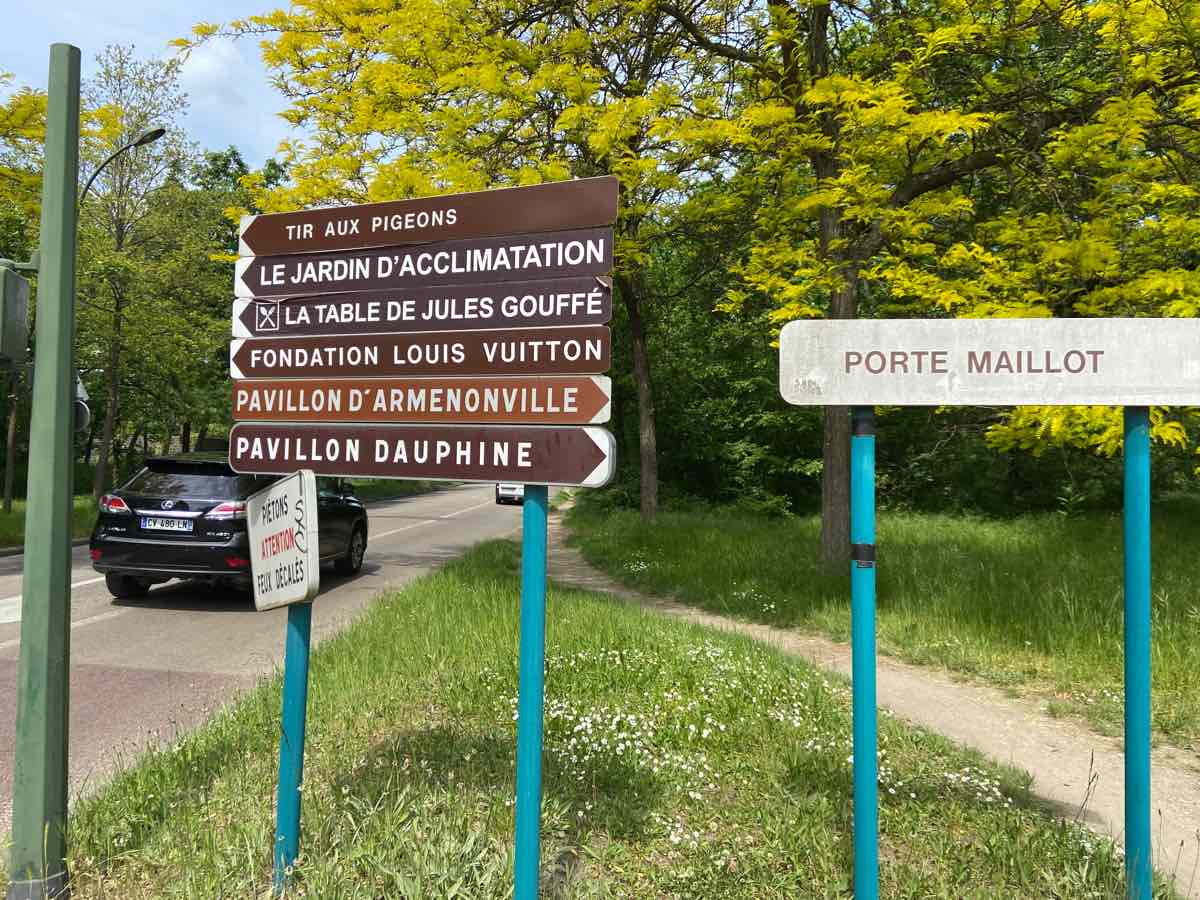 TIR AUX PIGEONS
LE JARDIN D'ACCLIMATATION
LA TABLE DE JULES GOUFFÉ
FONDATION LOUIS VUITTON
PAVILLON D'ARMENONVILLE
PAVILLON DAUPHINE
PORTE MAILLOT
PIÉTONS
ATTENTION
FEUX DÉCALÉS
CV 480 LN